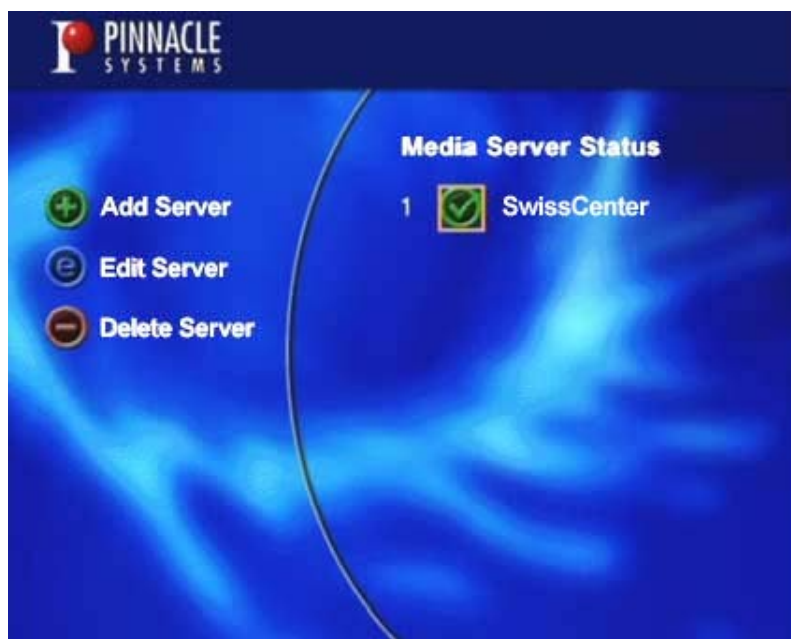 PINNACLE
SYSTEMS
Media Server Status
Add Server
1 SwissCenter
e Edit Server
Delete Server